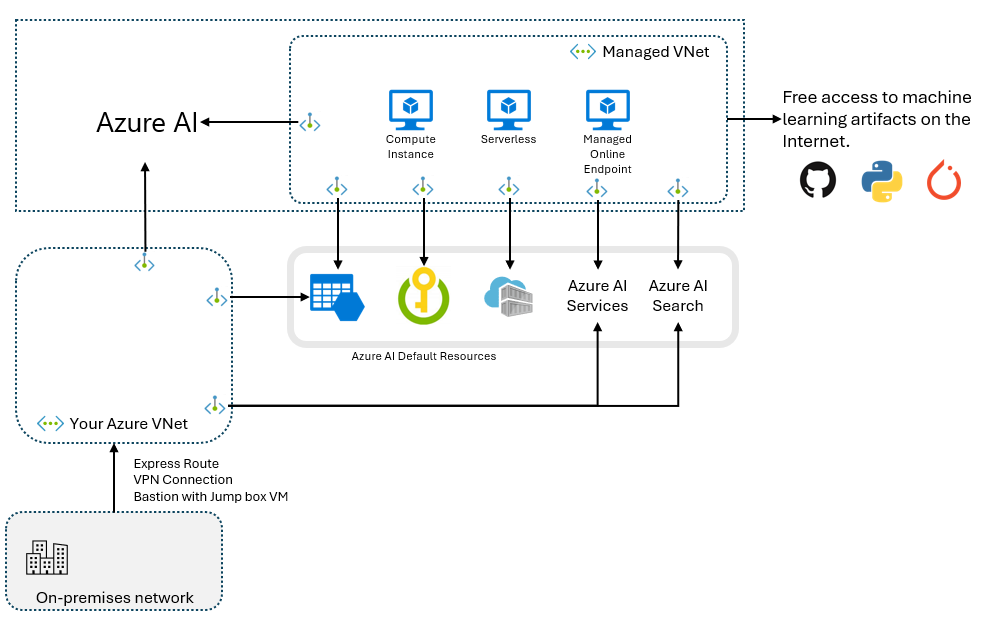 Managed VNet
Azure AI
Compute
Instance
Serverless
Managed
Online
Endpoint
Free access to machine
learning artifacts on the
Internet.
Azure AI
Services
Azure AI
Search
Azure AI Default Resources
Your Azure VNet
Express Route
VPN Connection
Bastion with Jump box VM
On-premises network